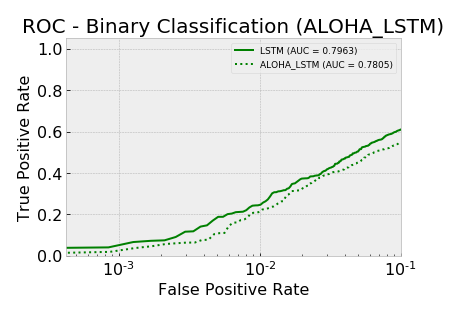 ROC - Binary Classification (ALOHA_LSTM)
LSTM (AUC = 0.7963)
ALOHA_LSTM (AUC = 0.7805)
True Positive Rate
1.0
0.8
0.6
0.4
0.2
0.0
10⁻³ 10⁻² 10⁻¹
False Positive Rate